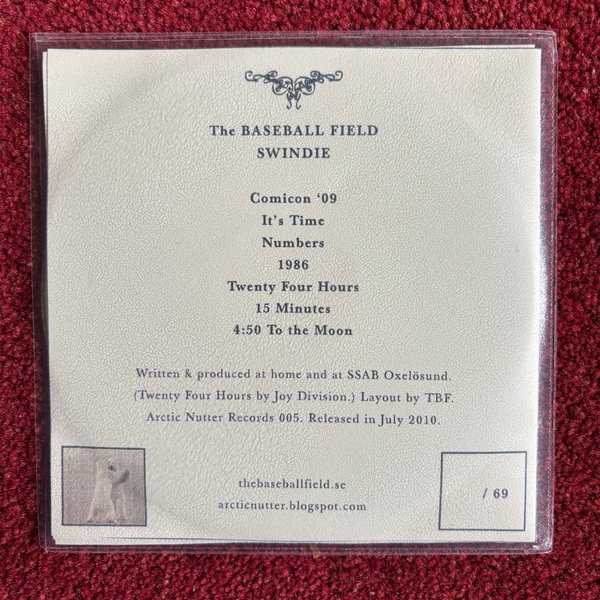 The BASEBALL FIELD
SWINDIE
Comicon ‘09
It's Time
Numbers
1986
Twenty Four Hours
15 Minutes
4:50 To the Moon
Written & produced at home and at SSAB Oxelösund.
(Twenty Four Hours by Joy Division.) Layout by TBF.
Arctic Nutter Records 005. Released in July 2010.
thebaseballfield.se
arcticnutter.blogspot.com
/ 69